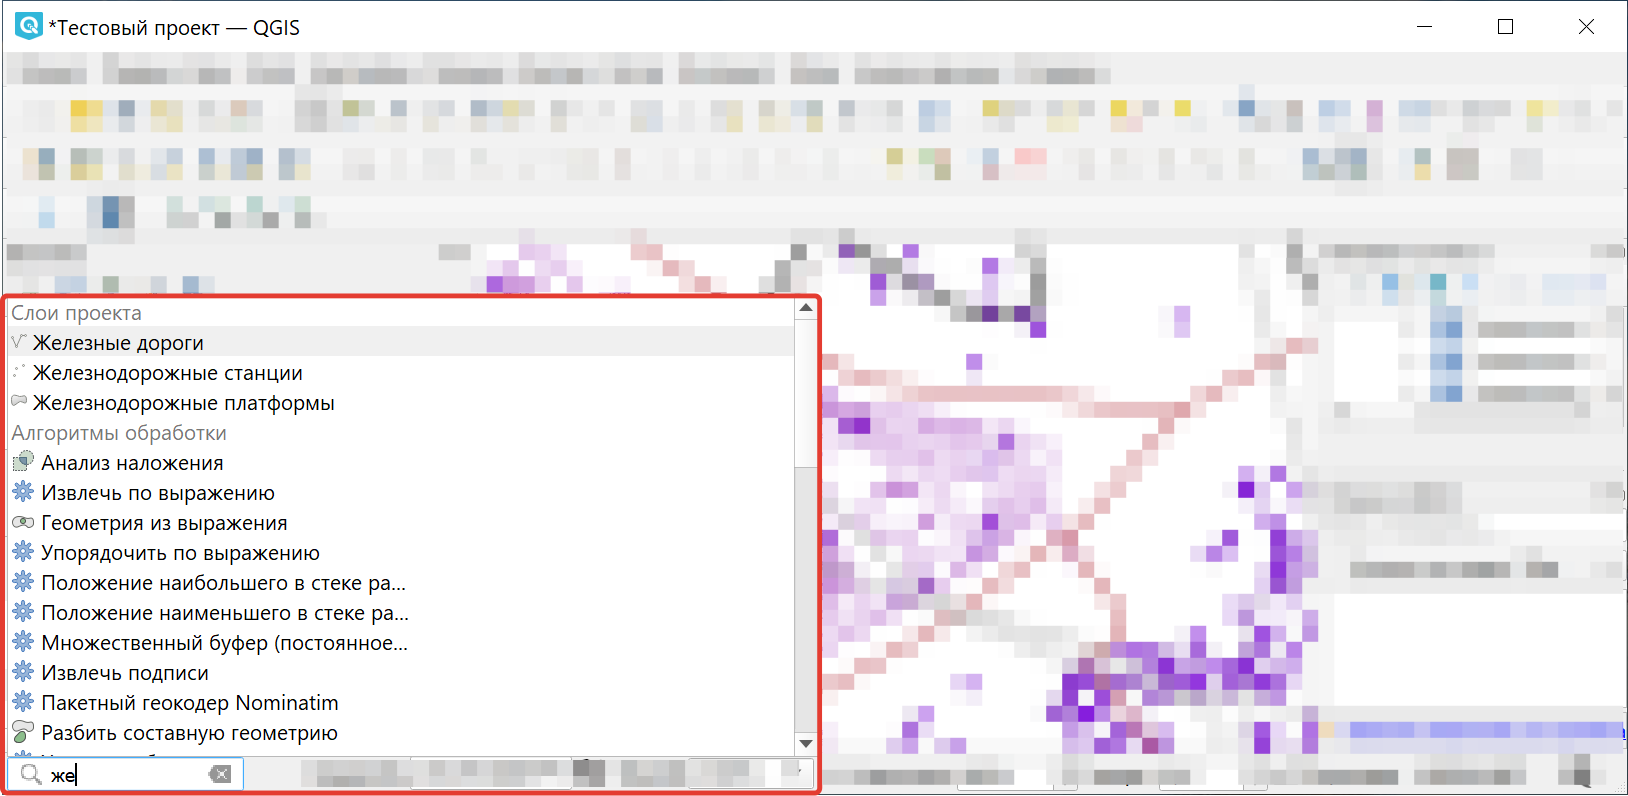 *Тестовый проект — QGIS
Слои проекта
Железные дороги
Железнодорожные станции
Железнодорожные платформы
Алгоритмы обработки
Анализ наложения
Извлечь по выражению
Геометрия из выражения
Упорядочить по выражению
Положение наибольшего в стеке ра...
Положение наименьшего в стеке ра...
Множественный буфер (постоянное...
Извлечь подписи
Пакетный геокодер Nominatim
Разбить составную геометрию
же